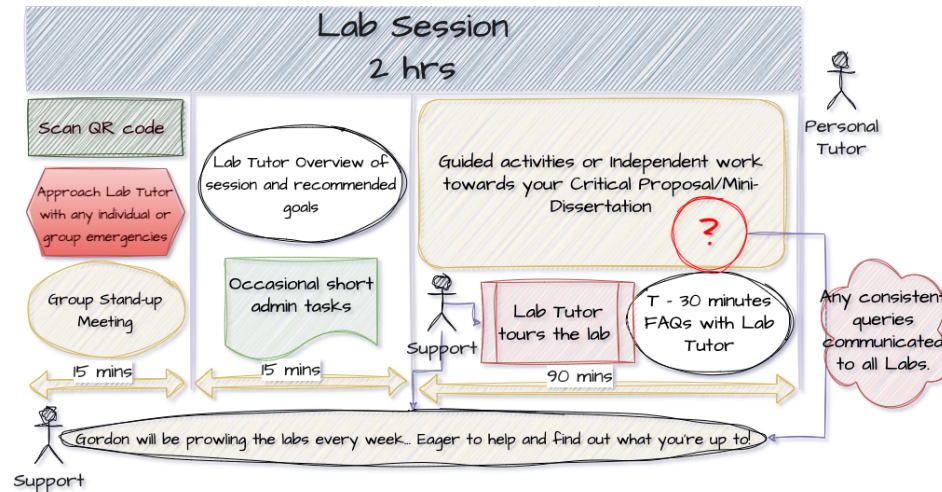 Lab Session
2 hrs
Scan QR code
Approach Lab Tutor
with any individual or
group emergencies
Group Stand-up
Meeting
15 mins
Lab Tutor Overview of
session and recommended
goals
Occasional short
admin tasks
15 mins
Guided activities or Independent work
towards your Critical Proposal/Mini-
Dissertation
?
Support
Lab Tutor
tours the lab
T - 30 minutes
FAQs with Lab
Tutor
90 mins
Personal
Tutor
Any consistent
queries
communicated
to all Labs.
Gordon will be prowling the labs every week... Eager to help and find out what you're up to!
Support